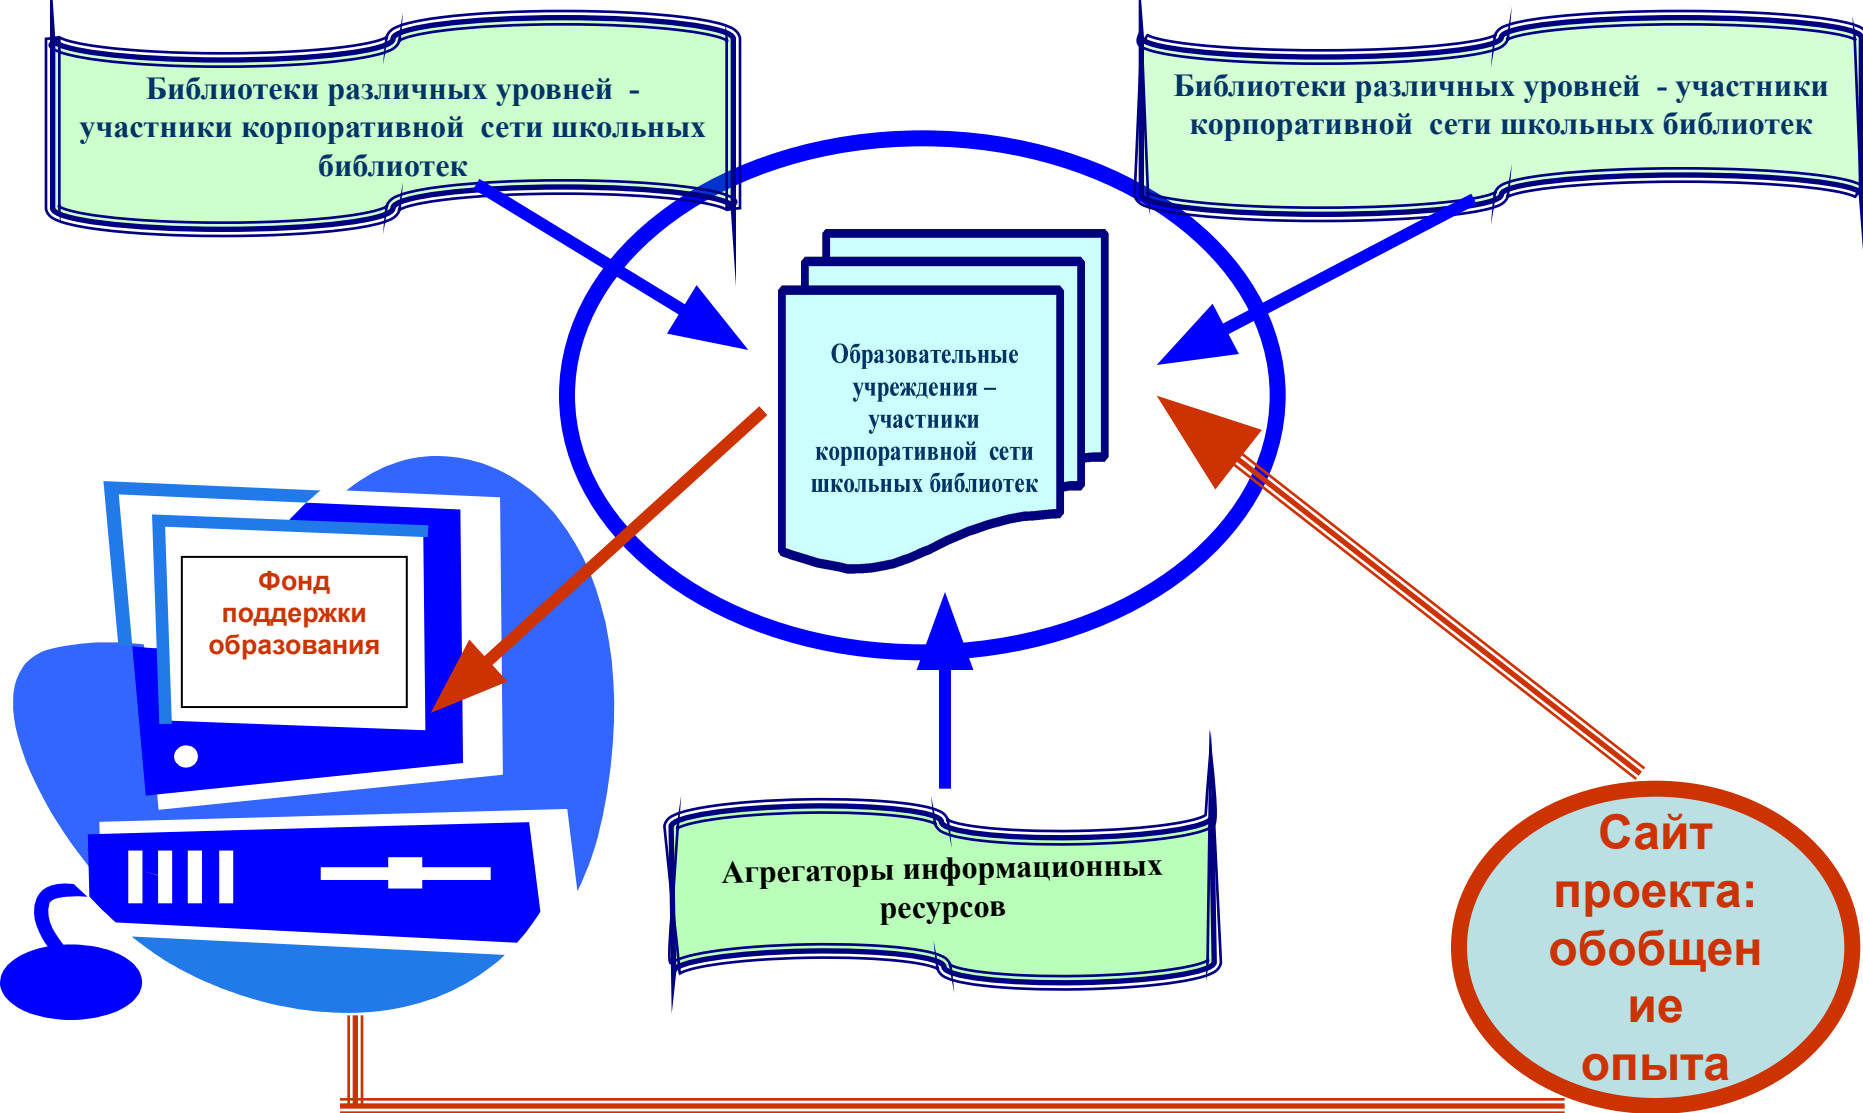 Библиотеки различных уровней -
участники корпоративной сети школьных
библиотек
Библиотеки различных уровней - участники
корпоративной сети школьных библиотек
Образовательные
учреждения –
участники
корпоративной сети
школьных библиотек
Фонд
поддержки
образования
Агрегаторы информационных
ресурсов
Сайт
проекта:
обобщен
ие
опыта